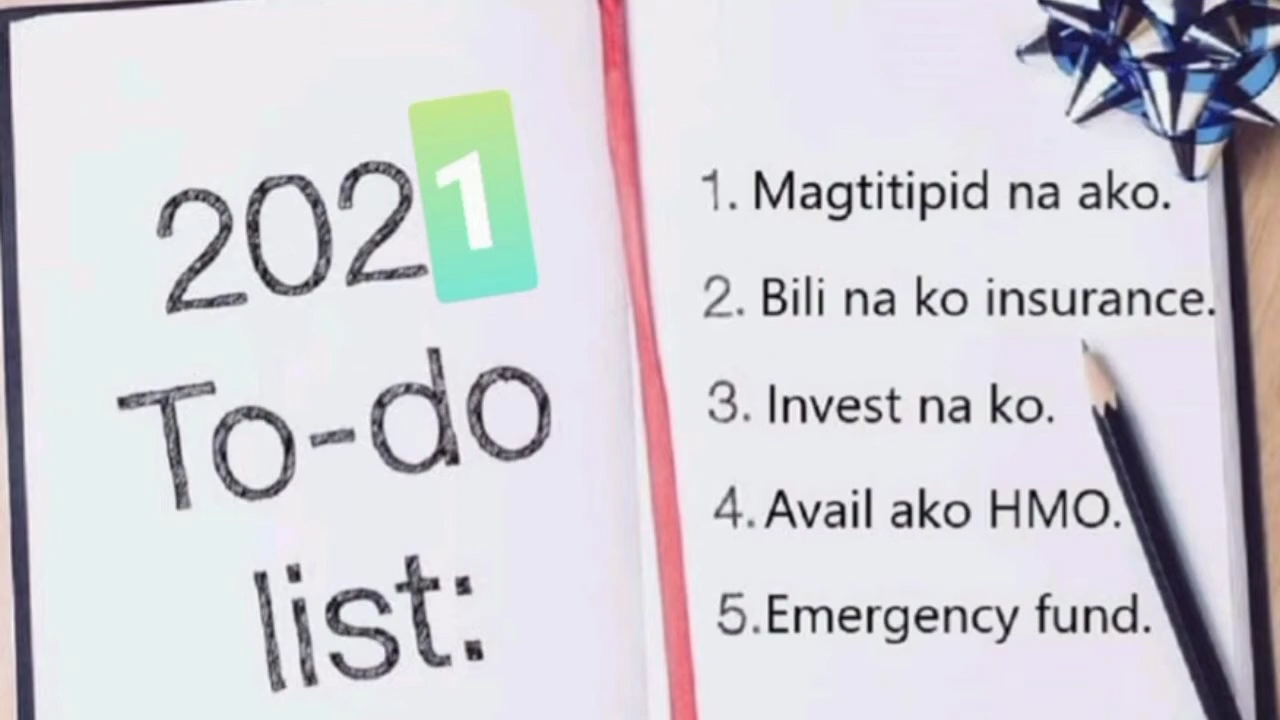 2021
To-do
list:
1. Magtitipid na ako.
2. Bili na ko insurance.
3. Invest na ko.
4. Avail ako HMO.
5. Emergency fund.